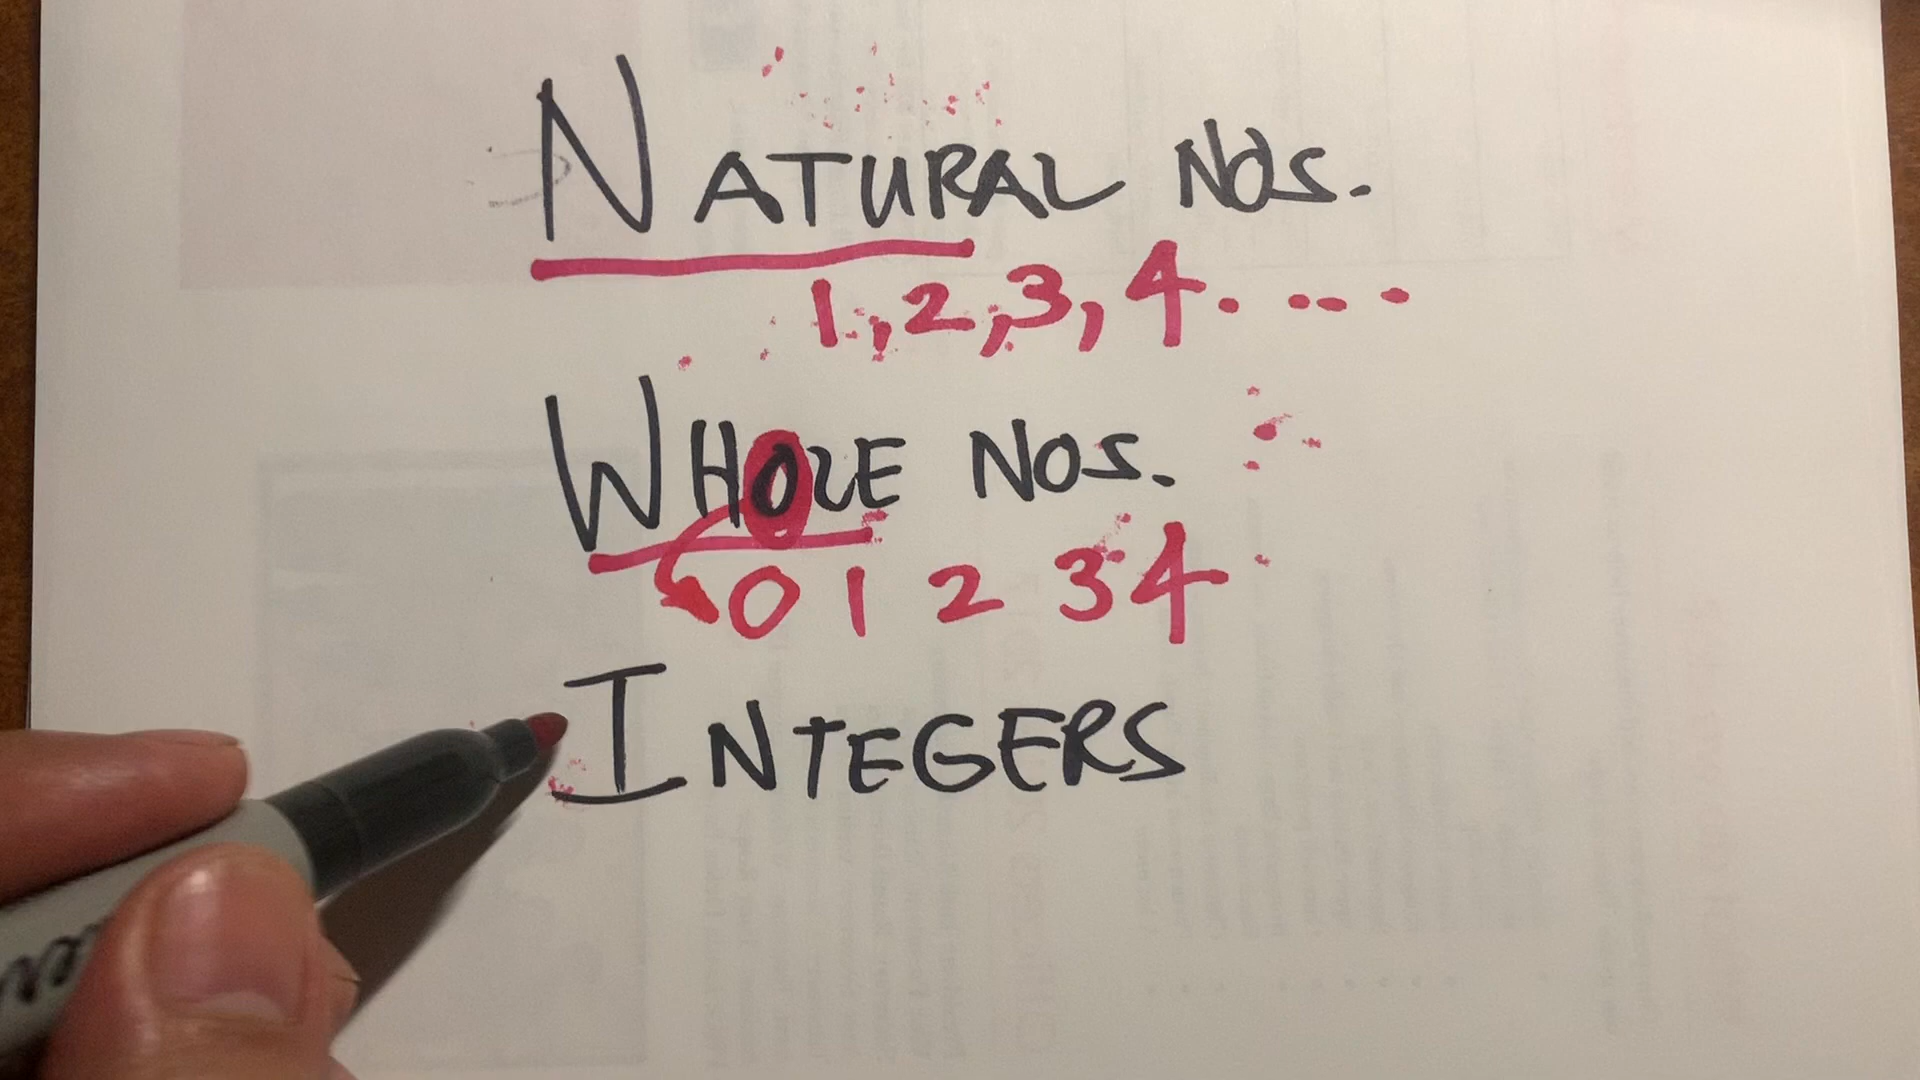 NATURAL NOS.
1,2,3,4. ...
WHOLE NOS.
0 1 2 3 4
INTEGERS